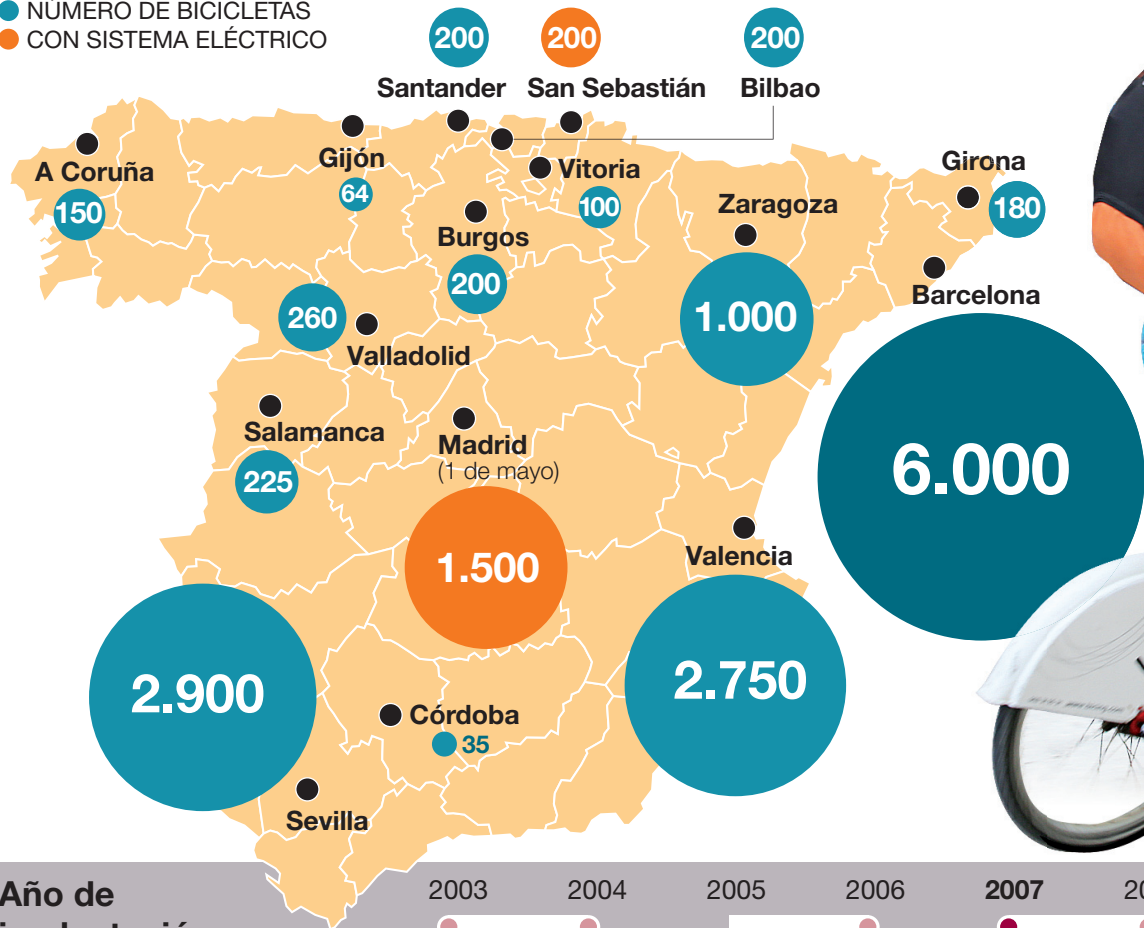 NÚMERO DE BICICLETAS
CON SISTEMA ELÉCTRICO
200
200
200
Santander
San Sebastián
Bilbao
A Coruña
150
Gijón
64
Vitoria
100
Burgos
200
Zaragoza
1.000
Girona
180
Barcelona
6.000
260
Valladolid
Salamanca
225
Madrid
(1 de mayo)
1.500
Valencia
2.750
2.900
Córdoba
35
Sevilla
Año de
2003
2004
2005
2006
2007